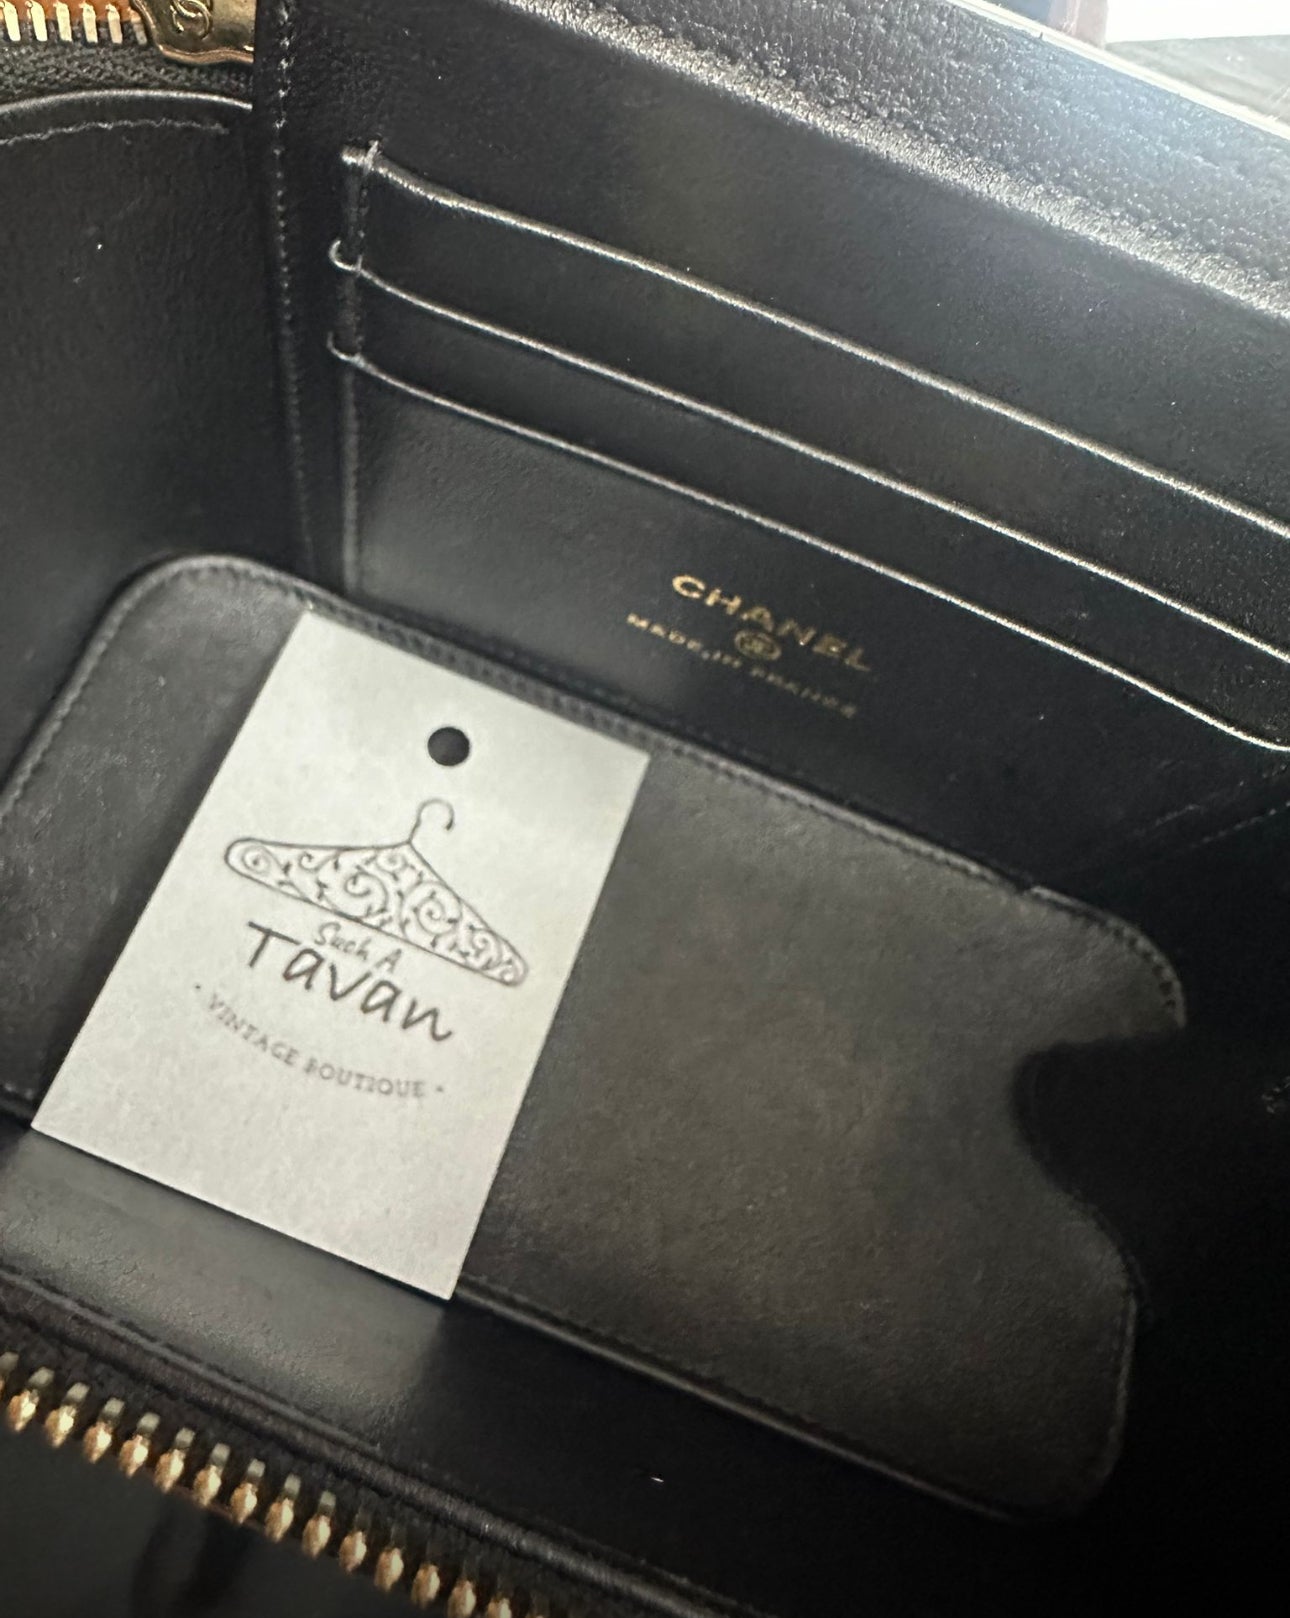 CHANEL
MADE IN FRANCE
Such A
Tavan
· VINTAGE BOUTIQUE ·